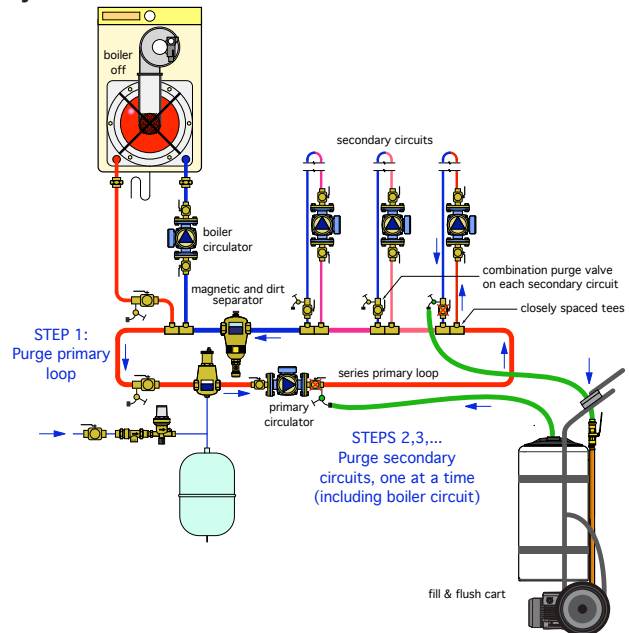 boiler
off
secondary circuits
boiler
circulator
combination purge valve
on each secondary circuit
magnetic and dirt
separator
closely spaced tees
STEP 1:
Purge primary
loop
series primary loop
primary
circulator
STEPS 2,3,...
Purge secondary
circuits, one at a time
(including boiler circuit)
fill & flush cart